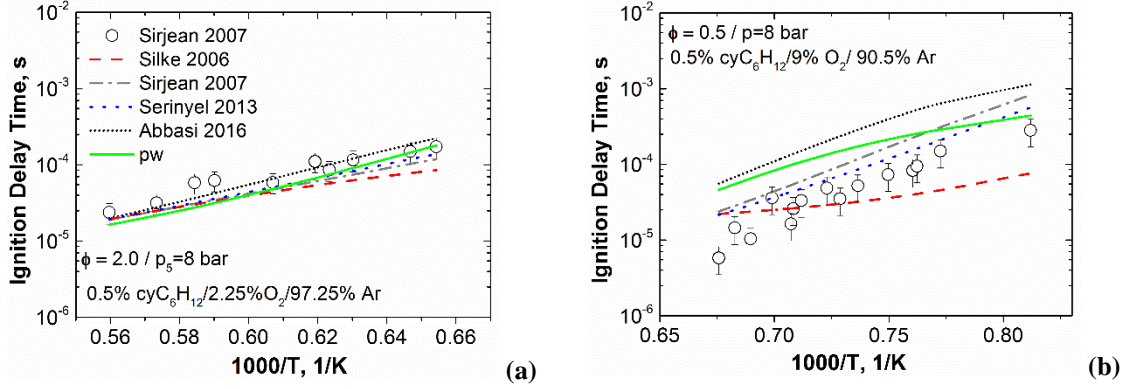 10⁻²
10⁻³
10⁻⁴
10⁻⁵
10⁻⁶
Ignition Delay Time, s
Sirjean 2007
Silke 2006
Sirjean 2007
Serinyel 2013
Abbasi 2016
pw
ϕ = 2.0 / p₅=8 bar
0.5% cyC₆H₁₂/2.25%O₂/97.25% Ar
0.56 0.58 0.60 0.62 0.64 0.66
1000/T, 1/K
(a)
10⁻²
10⁻³
10⁻⁴
10⁻⁵
10⁻⁶
Ignition Delay Time, s
ϕ = 0.5 / p=8 bar
0.5% cyC₆H₁₂/9% O₂/ 90.5% Ar
0.65 0.70 0.75 0.80
1000/T, 1/K
(b)